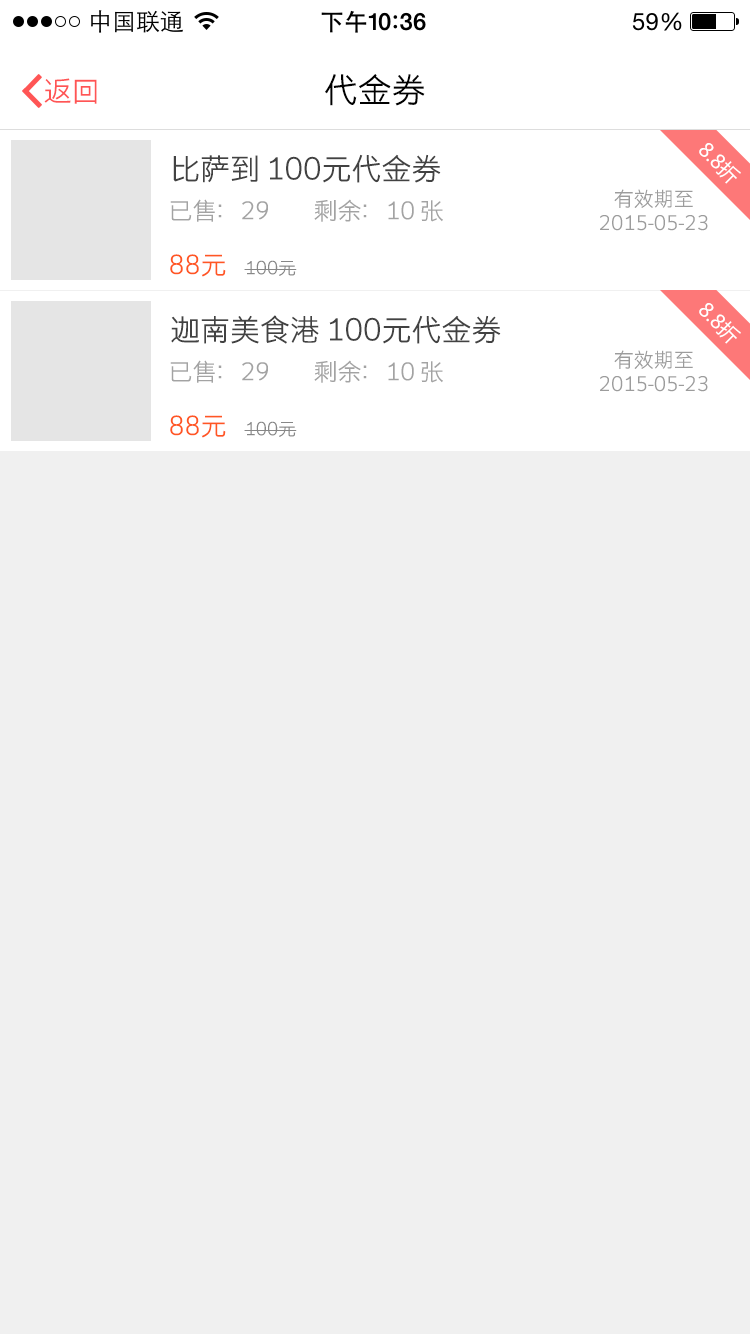 中国联通 下午10:36 59%
返回 代金券
比萨到 100元代金券
8.8折
已售: 29 剩余: 10 张
有效期至
2015-05-23
88元 100元
迦南美食港 100元代金券
8.8折
已售: 29 剩余: 10 张
有效期至
2015-05-23
88元 100元